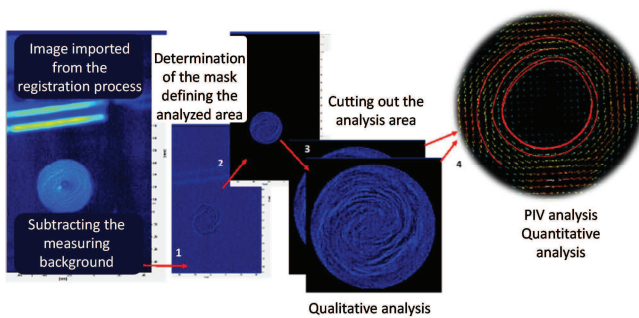 Image imported
from the
registration process
Subtracting the
measuring
background
1
Determination
of the mask
defining the
analyzed area
2
Cutting out the
analysis area
3
Qualitative analysis
4
PIV analysis
Quantitative
analysis